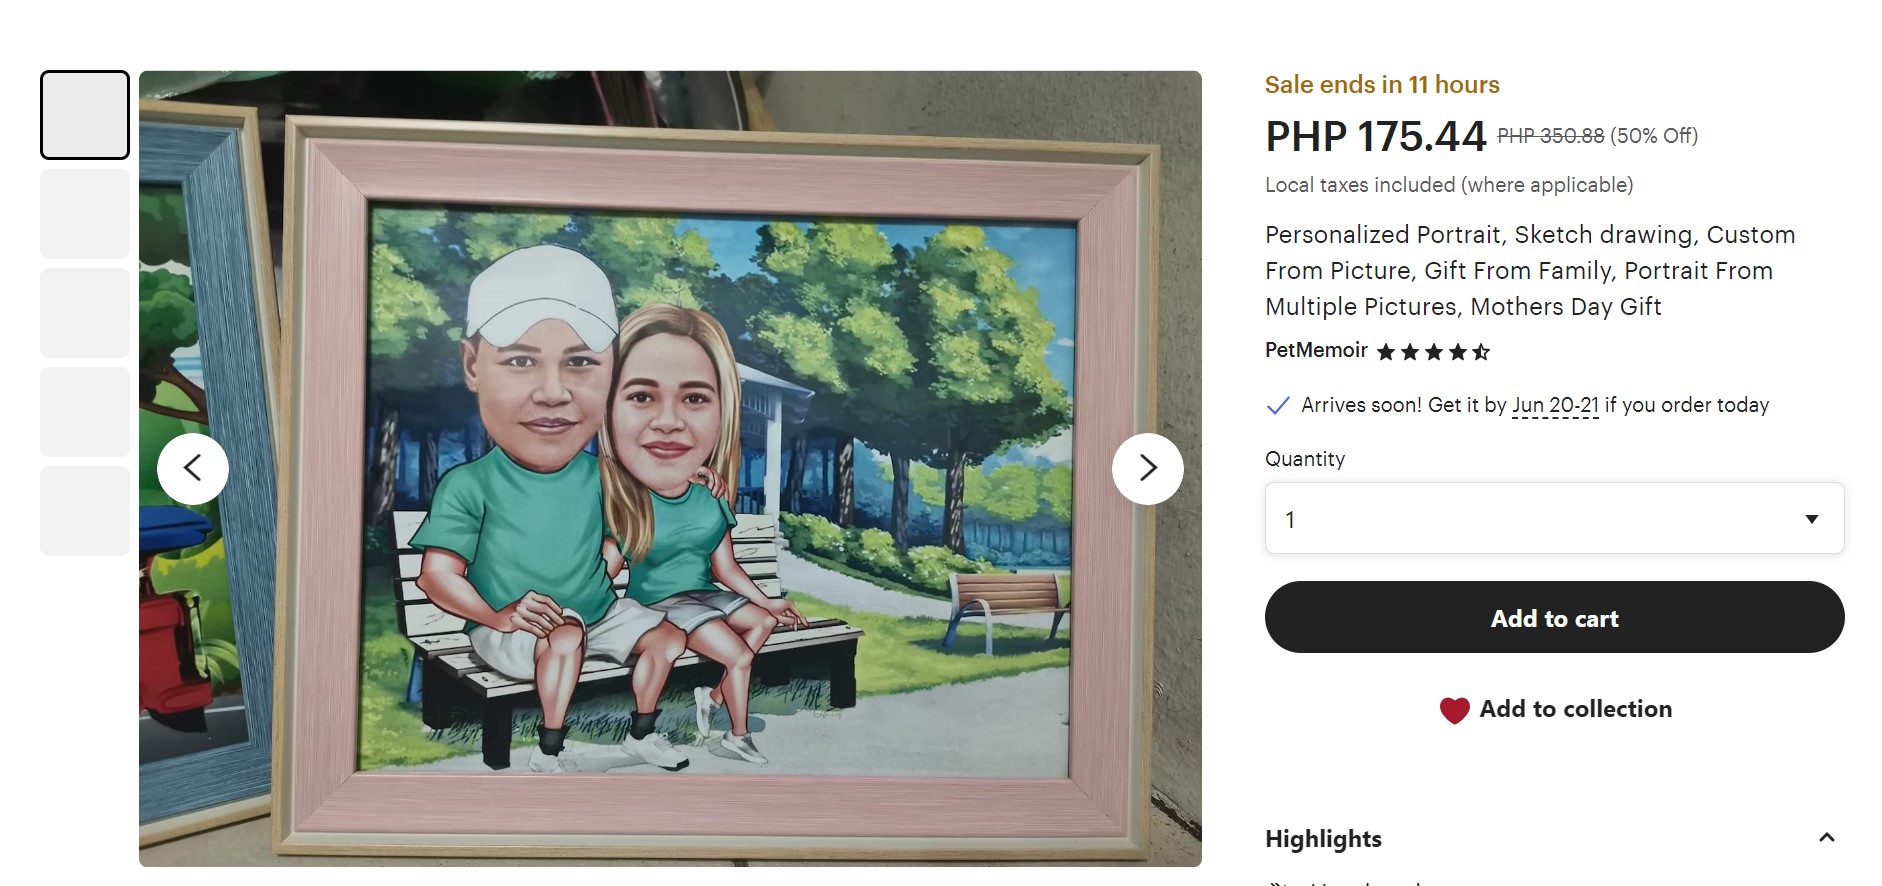 Sale ends in 11 hours
PHP 175.44 PHP 350.88 (50% Off)
Local taxes included (where applicable)
Personalized Portrait, Sketch drawing, Custom
From Picture, Gift From Family, Portrait From
Multiple Pictures, Mothers Day Gift
PetMemoir
Arrives soon! Get it by Jun 20-21 if you order today
Quantity
1
Add to cart
Add to collection
Highlights